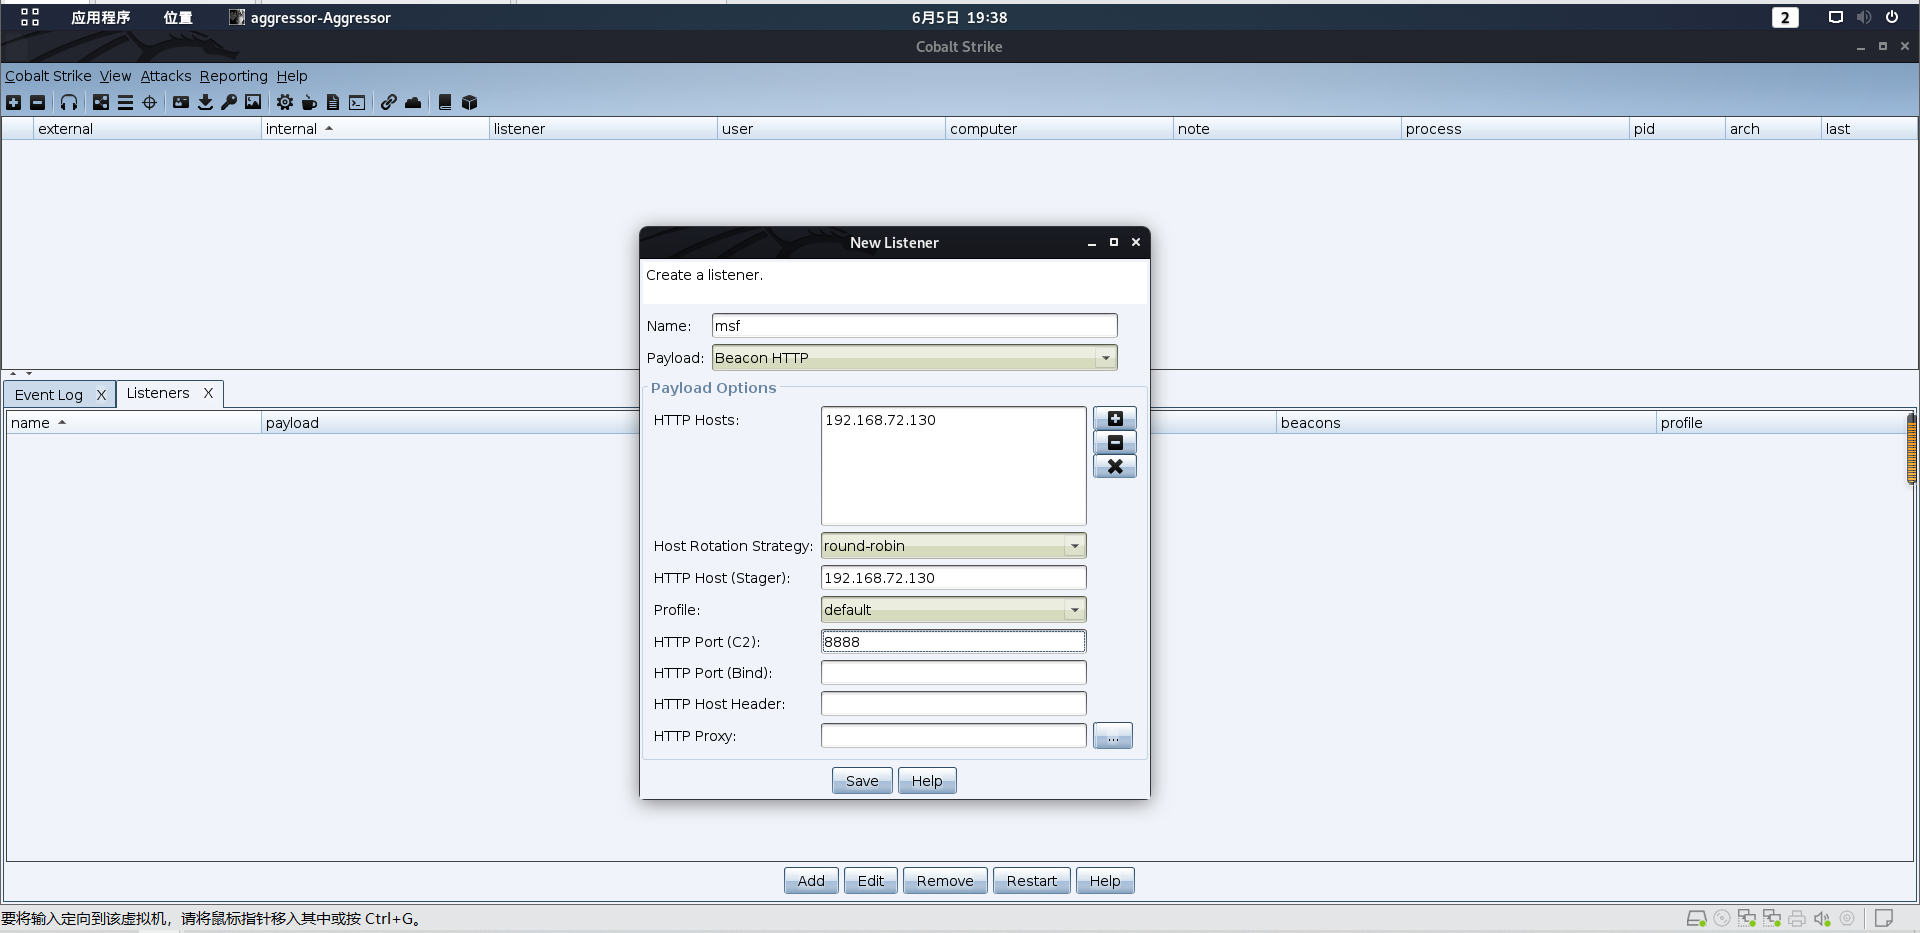 应用程序 位置 aggressor-Aggressor 6月5日 19:38 2
Cobalt Strike
Cobalt Strike View Attacks Reporting Help
external internal listener user computer note process pid arch last
New Listener
Create a listener.
Name: msf
Payload: Beacon HTTP
Payload Options
Event Log X Listeners X
name payload beacons profile
HTTP Hosts: 192.168.72.130
Host Rotation Strategy: round-robin
HTTP Host (Stager): 192.168.72.130
Profile: default
HTTP Port (C2): 8888
HTTP Port (Bind):
HTTP Host Header:
HTTP Proxy: ...
Save Help
Add Edit Remove Restart Help
要将输入定向到该虚拟机，请将鼠标指针移入其中或按 Ctrl+G。